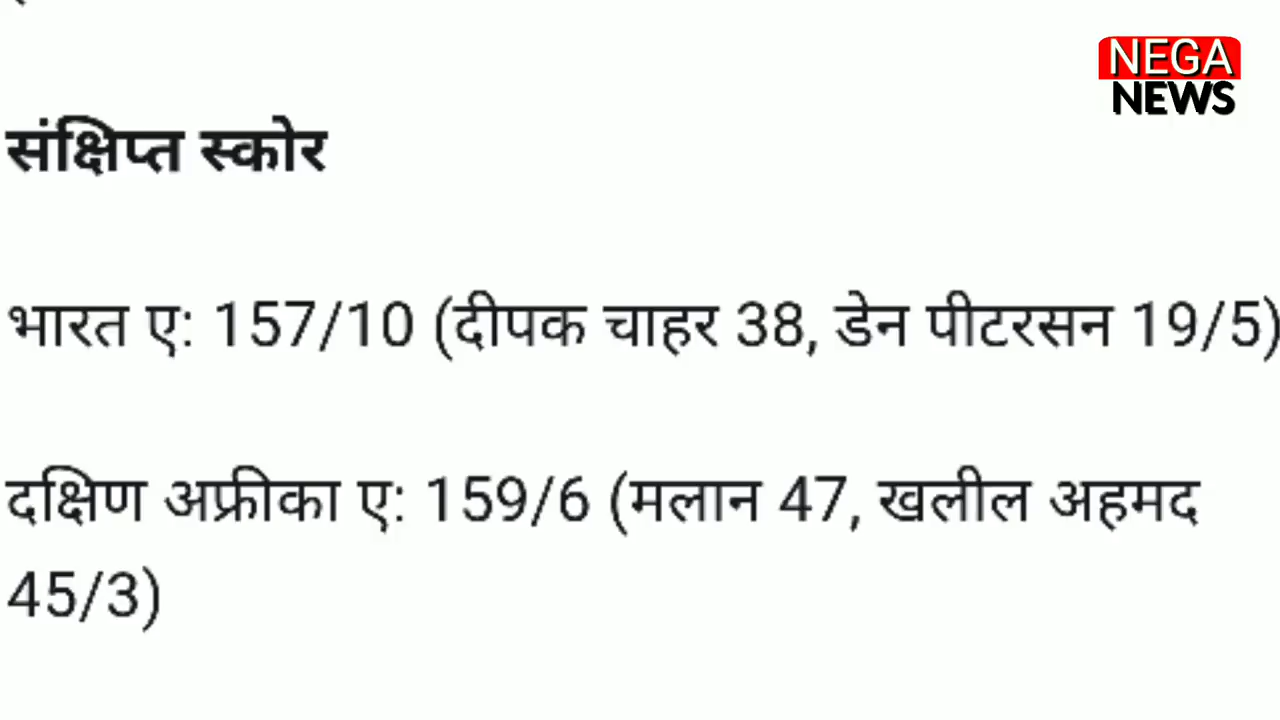 NEGA
NEWS
संक्षिप्त स्कोर
भारत ए: 157/10 (दीपक चाहर 38, डेन पीटरसन 19/5)
दक्षिण अफ्रीका ए: 159/6 (मलान 47, खलील अहमद
45/3)